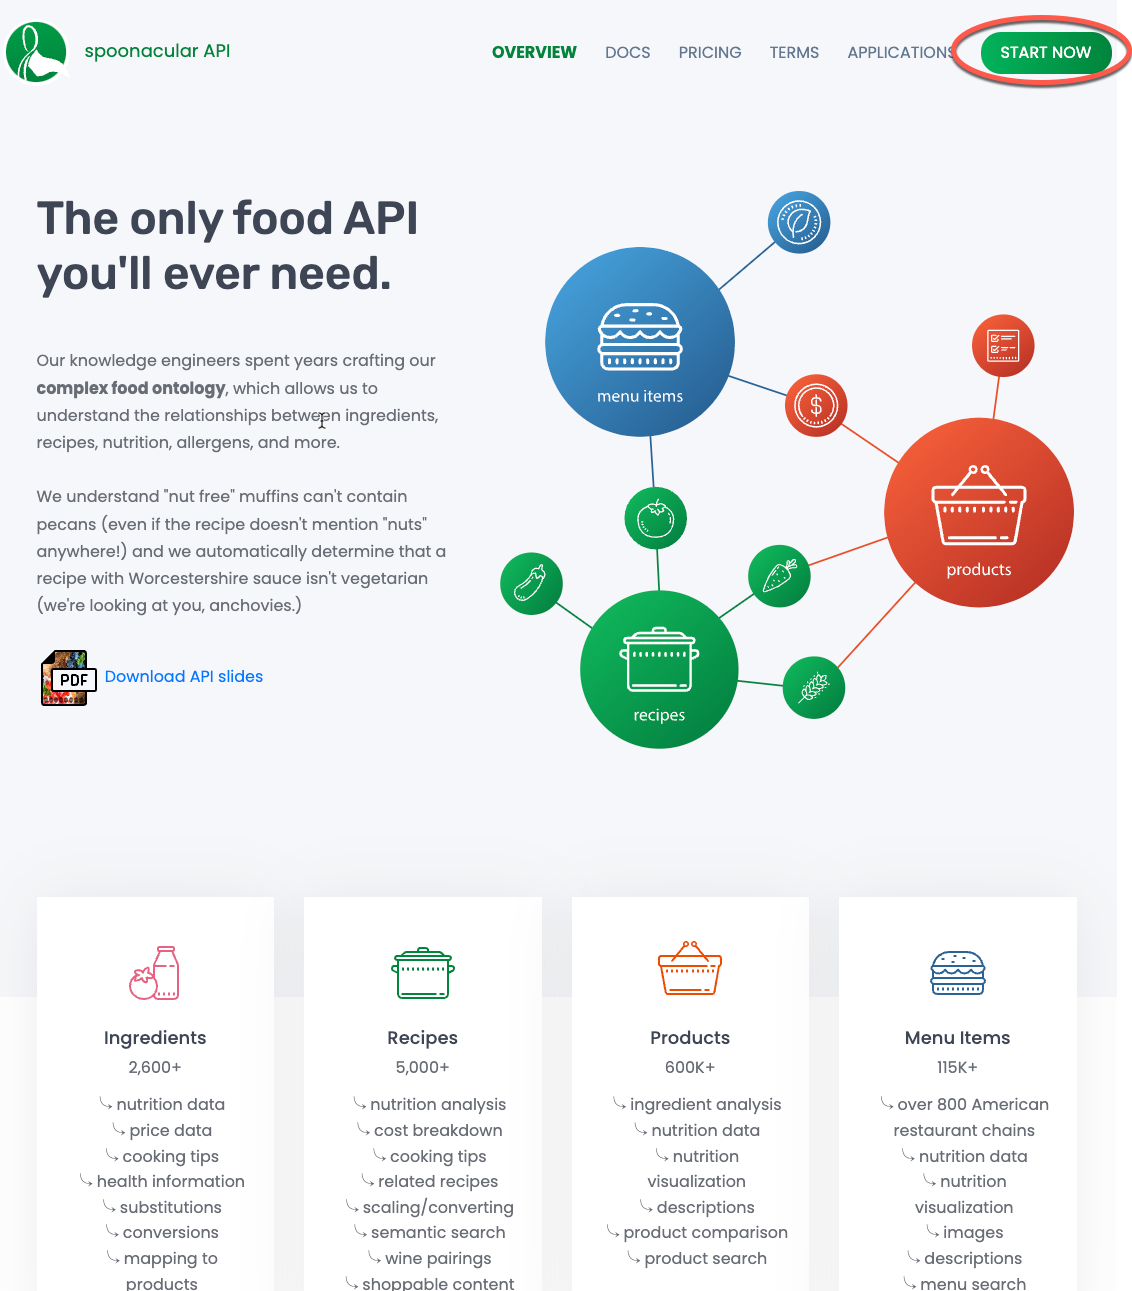 spoonacular API
OVERVIEW
DOCS
PRICING
TERMS
APPLICATIONS
START NOW
The only food API
you'll ever need.
Our knowledge engineers spent years crafting our
complex food ontology, which allows us to
understand the relationships between ingredients,
recipes, nutrition, allergens, and more.
We understand "nut free" muffins can't contain
pecans (even if the recipe doesn't mention "nuts"
anywhere!) and we automatically determine that a
recipe with Worcestershire sauce isn't vegetarian
(we're looking at you, anchovies.)
PDF
Download API slides
menu items
$
products
recipes
Ingredients
2,600+
nutrition data
price data
cooking tips
health information
substitutions
conversions
mapping to
products
Recipes
5,000+
nutrition analysis
cost breakdown
cooking tips
related recipes
scaling/converting
semantic search
wine pairings
shoppable content
Products
600K+
ingredient analysis
nutrition data
nutrition
visualization
descriptions
product comparison
product search
Menu Items
115K+
over 800 American
restaurant chains
nutrition data
nutrition
visualization
images
descriptions
menu search